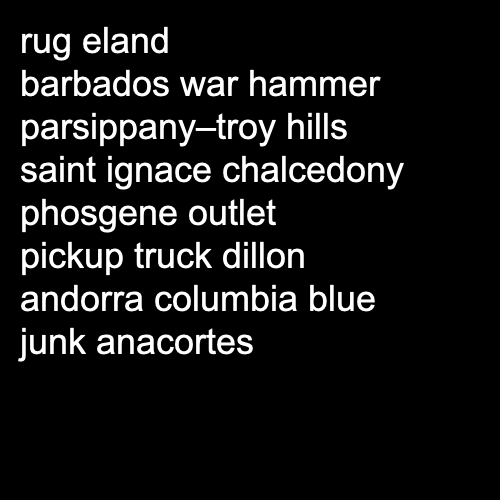 rug eland
barbados war hammer
parsippany–troy hills
saint ignace chalcedony
phosgene outlet
pickup truck dillon
andorra columbia blue
junk anacortes